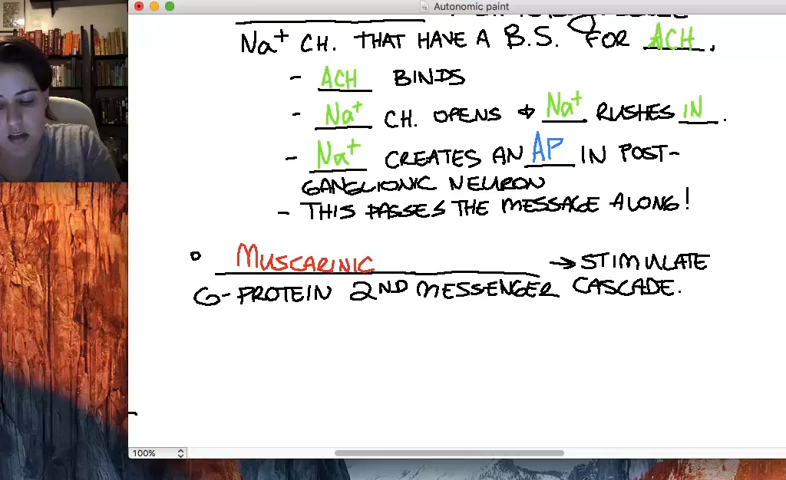 Autonomic paint
Na+ CH. THAT HAVE A B.S. FOR ACH.
- ACH BINDS
- Na+ CH. OPENS → Na+ RUSHES IN.
- Na+ CREATES AN AP IN POST-
GANGLIONIC NEURON
- THIS PASSES THE MESSAGE ALONG!
MUSCARINIC → STIMULATE
G-PROTEIN 2ND MESSENGER CASCADE.
100%